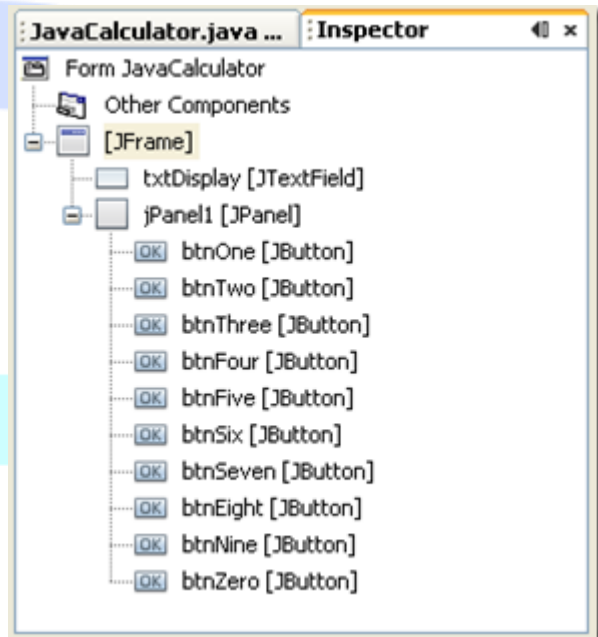 JavaCalculator.java ... Inspector
Form JavaCalculator
Other Components
[JFrame]
txtDisplay [JTextField]
jPanel1 [JPanel]
OK btnOne [JButton]
OK btnTwo [JButton]
OK btnThree [JButton]
OK btnFour [JButton]
OK btnFive [JButton]
OK btnSix [JButton]
OK btnSeven [JButton]
OK btnEight [JButton]
OK btnNine [JButton]
OK btnZero [JButton]